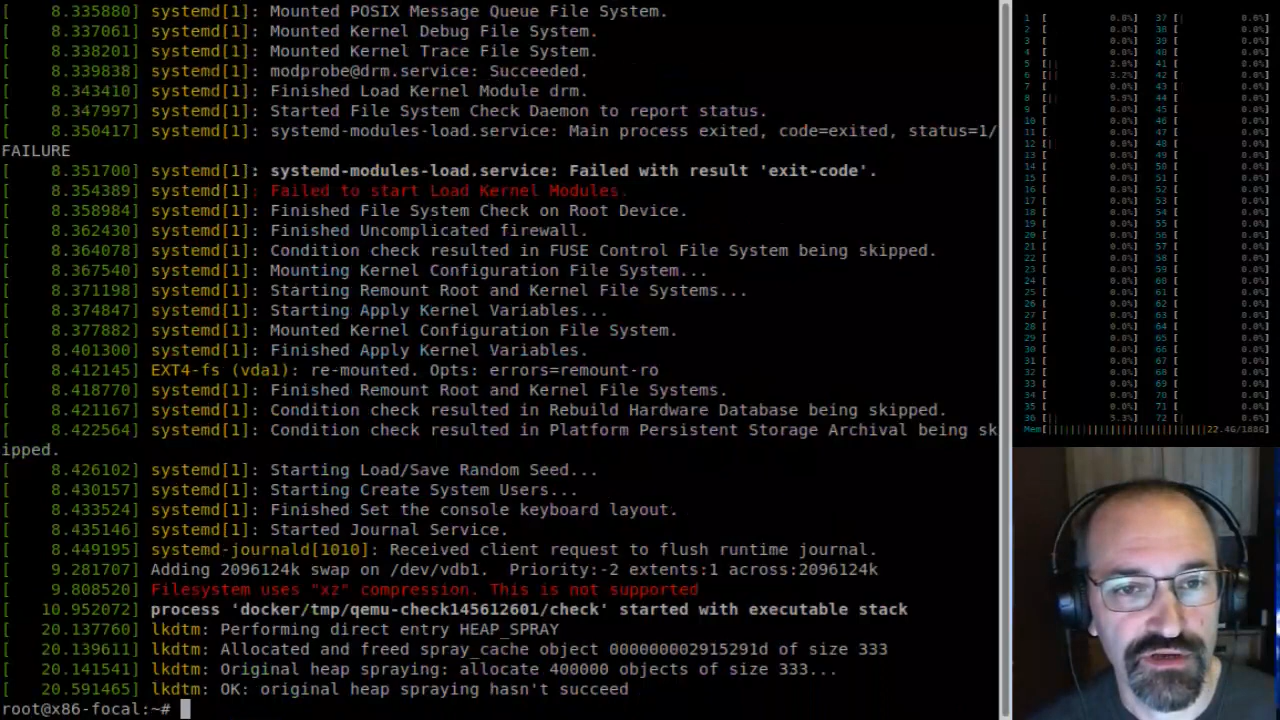 [    8.335880] systemd[1]: Mounted POSIX Message Queue File System.
[    8.337061] systemd[1]: Mounted Kernel Debug File System.
[    8.338201] systemd[1]: Mounted Kernel Trace File System.
[    8.339838] systemd[1]: modprobe@drm.service: Succeeded.
[    8.343410] systemd[1]: Finished Load Kernel Module drm.
[    8.347997] systemd[1]: Started File System Check Daemon to report status.
[    8.350417] systemd[1]: systemd-modules-load.service: Main process exited, code=exited, status=1/
FAILURE
[    8.351700] systemd[1]: systemd-modules-load.service: Failed with result 'exit-code'.
[    8.354389] systemd[1]: Failed to start Load Kernel Modules.
[    8.358984] systemd[1]: Finished File System Check on Root Device.
[    8.362430] systemd[1]: Finished Uncomplicated firewall.
[    8.364078] systemd[1]: Condition check resulted in FUSE Control File System being skipped.
[    8.367540] systemd[1]: Mounting Kernel Configuration File System...
[    8.371198] systemd[1]: Starting Remount Root and Kernel File Systems...
[    8.374847] systemd[1]: Starting Apply Kernel Variables...
[    8.377882] systemd[1]: Mounted Kernel Configuration File System.
[    8.401300] systemd[1]: Finished Apply Kernel Variables.
[    8.412145] EXT4-fs (vda1): re-mounted. Opts: errors=remount-ro
[    8.418770] systemd[1]: Finished Remount Root and Kernel File Systems.
[    8.421167] systemd[1]: Condition check resulted in Rebuild Hardware Database being skipped.
[    8.422564] systemd[1]: Condition check resulted in Platform Persistent Storage Archival being sk
ipped.
[    8.426102] systemd[1]: Starting Load/Save Random Seed...
[    8.430157] systemd[1]: Starting Create System Users...
[    8.433524] systemd[1]: Finished Set the console keyboard layout.
[    8.435146] systemd[1]: Started Journal Service.
[    8.449195] systemd-journald[1010]: Received client request to flush runtime journal.
[    9.281707] Adding 2096124k swap on /dev/vdb1.  Priority:-2 extents:1 across:2096124k
[    9.808520] Filesystem uses "xz" compression. This is not supported
[   10.952072] process 'docker/tmp/qemu-check145612601/check' started with executable stack
[   20.137760] lkdtm: Performing direct entry HEAP_SPRAY
[   20.139611] lkdtm: Allocated and freed spray_cache object 000000002915291d of size 333
[   20.141541] lkdtm: Original heap spraying: allocate 400000 objects of size 333...
[   20.591465] lkdtm: OK: original heap spraying hasn't succeed
root@x86-focal:~#
Mem[ 22.4G/188G]